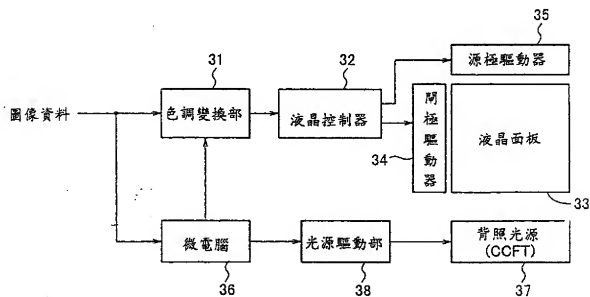 35
31
32
源極驅動器
圖像資料
色調變換部
液晶控制器
閘極驅動器
液晶面板
34
33
微電腦
光源驅動部
背照光源
(CCFT)
36
38
37